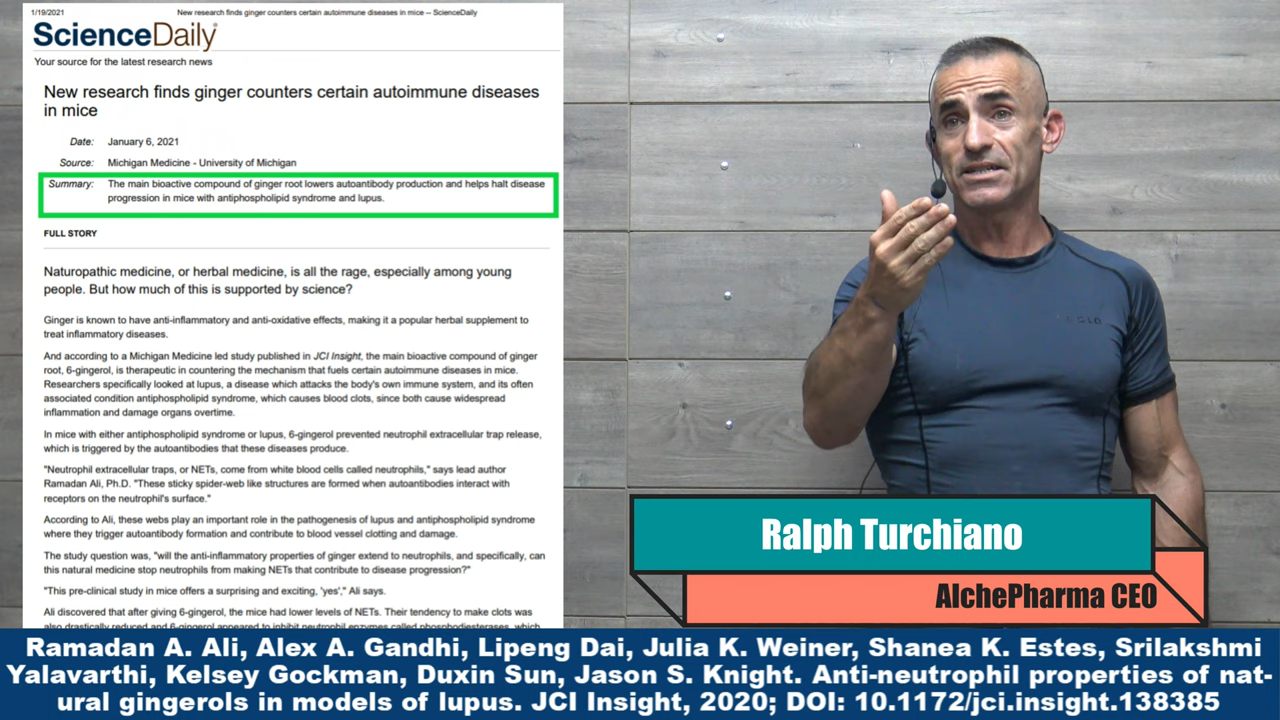 1/19/2021 New research finds ginger counters certain autoimmune diseases in mice -- ScienceDaily
ScienceDaily
Your source for the latest research news
New research finds ginger counters certain autoimmune diseases
in mice
Date: January 6, 2021
Source: Michigan Medicine - University of Michigan
Summary: The main bioactive compound of ginger root lowers autoantibody production and helps halt disease
progression in mice with antiphospholipid syndrome and lupus.
FULL STORY
Naturopathic medicine, or herbal medicine, is all the rage, especially among young
people. But how much of this is supported by science?
Ginger is known to have anti-inflammatory and anti-oxidative effects, making it a popular herbal supplement to
treat inflammatory diseases.
And according to a Michigan Medicine led study published in JCI Insight, the main bioactive compound of ginger
root, 6-gingerol, is therapeutic in countering the mechanism that fuels certain autoimmune diseases in mice.
Researchers specifically looked at lupus, a disease which attacks the body's own immune system, and its often
associated condition antiphospholipid syndrome, which causes blood clots, since both cause widespread
inflammation and damage organs overtime.
In mice with either antiphospholipid syndrome or lupus, 6-gingerol prevented neutrophil extracellular trap release,
which is triggered by the autoantibodies that these diseases produce.
"Neutrophil extracellular traps, or NETs, come from white blood cells called neutrophils," says lead author
Ramadan Ali, Ph.D. "These sticky spider-web like structures are formed when autoantibodies interact with
receptors on the neutrophil's surface."
According to Ali, these webs play an important role in the pathogenesis of lupus and antiphospholipid syndrome
where they trigger autoantibody formation and contribute to blood vessel clotting and damage.
The study question was, "will the anti-inflammatory properties of ginger extend to neutrophils, and specifically, can
this natural medicine stop neutrophils from making NETs that contribute to disease progression?"
"This pre-clinical study in mice offers a surprising and exciting, 'yes'," Ali says.
Ali discovered that after giving 6-gingerol, the mice had lower levels of NETs. Their tendency to make clots was
also drastically reduced and 6-gingerol appeared to inhibit neutrophil enzymes called phosphodiesterases, which
Ralph Turchiano
AlchePharma CEO
Ramadan A. Ali, Alex A. Gandhi, Lipeng Dai, Julia K. Weiner, Shanea K. Estes, Srilakshmi
Yalavarthi, Kelsey Gockman, Duxin Sun, Jason S. Knight. Anti-neutrophil properties of nat-
ural gingerols in models of lupus. JCI Insight, 2020; DOI: 10.1172/jci.insight.138385